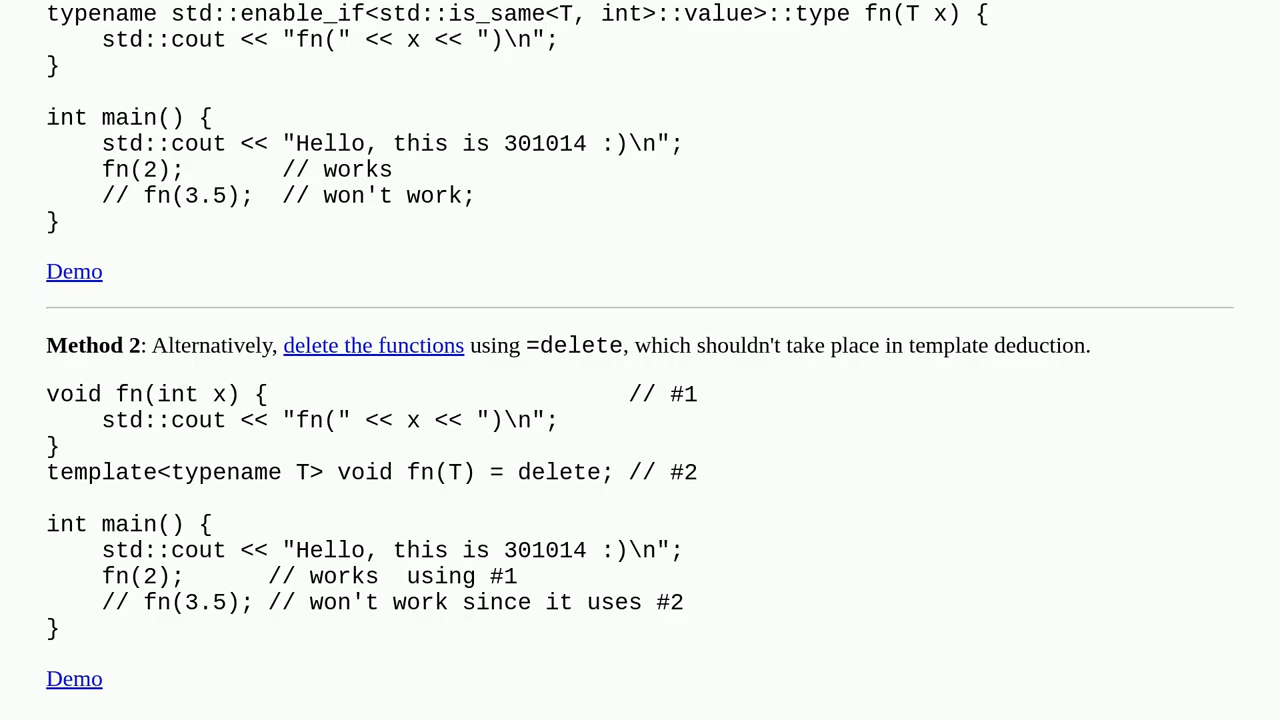 typename std::enable_if<std::is_same<T, int>::value>::type fn(T x) {
    std::cout << "fn(" << x << ")\n";
}

int main() {
    std::cout << "Hello, this is 301014 :)\n";
    fn(2);       // works
    // fn(3.5);  // won't work;
}
Demo
Method 2: Alternatively, delete the functions using =delete, which shouldn't take place in template deduction.
void fn(int x) {                          // #1
    std::cout << "fn(" << x << ")\n";
}
template<typename T> void fn(T) = delete; // #2

int main() {
    std::cout << "Hello, this is 301014 :)\n";
    fn(2);      // works  using #1
    // fn(3.5); // won't work since it uses #2
}
Demo